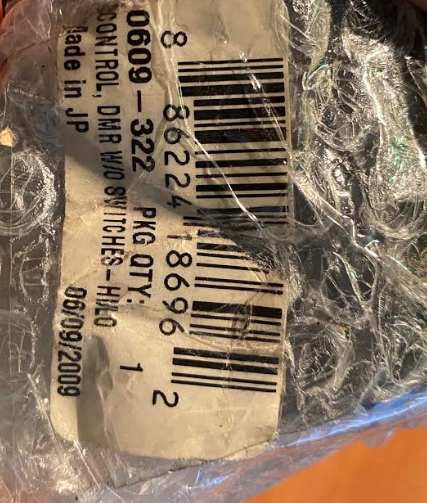 0609-322 PKG QTY: 1
CONTROL, DMR W/O SWITCHES-HI/LO
Made in JP 06/09/2009
8 86224 18696 2